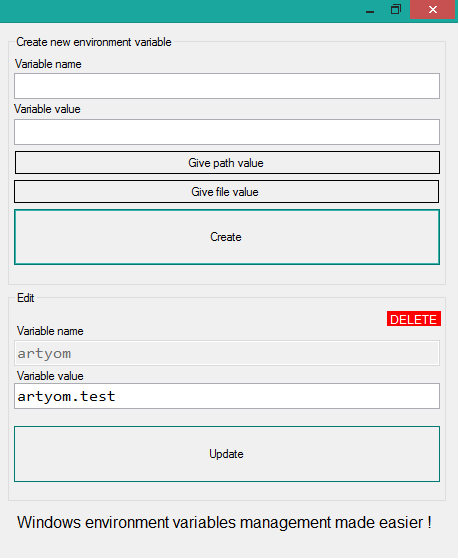 Create new environment variable
Variable name
Variable value
Give path value
Give file value
Create
Edit
DELETE
Variable name
artyom
Variable value
artyom.test
Update
Windows environment variables management made easier !